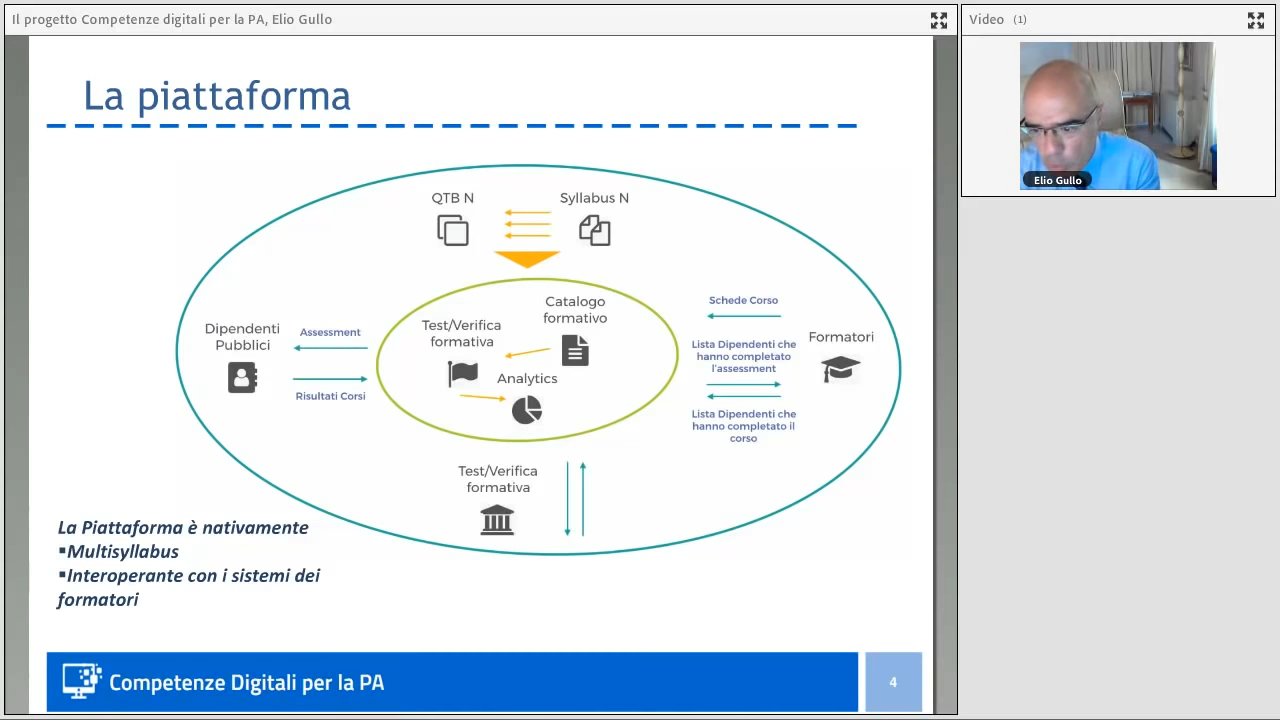 Il progetto Competenze digitali per la PA, Elio Gullo
Video (1)
Elio Gullo
La piattaforma
QTB N
Syllabus N
Catalogo
formativo
Test/Verifica
formativa
Analytics
Dipendenti
Pubblici
Assessment
Risultati Corsi
Schede Corso
Lista Dipendenti che
hanno completato
l'assessment
Lista Dipendenti che
hanno completato il
corso
Formatori
Test/Verifica
formativa
La Piattaforma è nativamente
▪Multisyllabus
▪Interoperante con i sistemi dei
formatori
Competenze Digitali per la PA
4